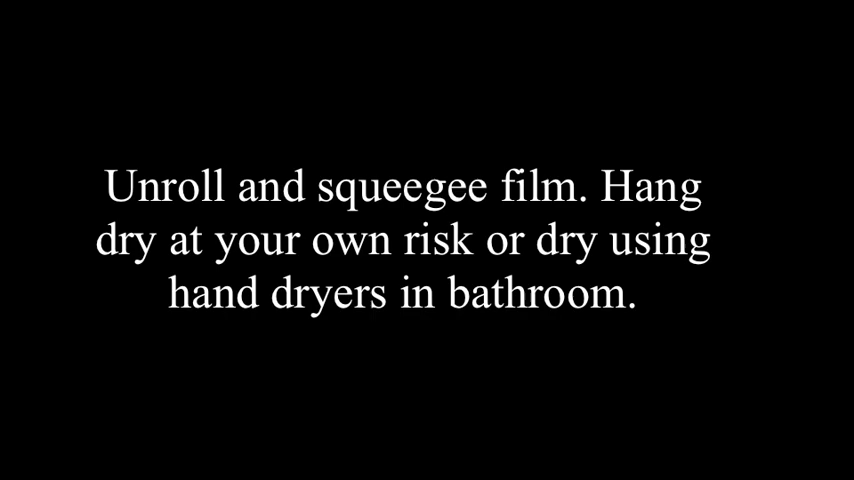 Unroll and squeegee film. Hang
dry at your own risk or dry using
hand dryers in bathroom.